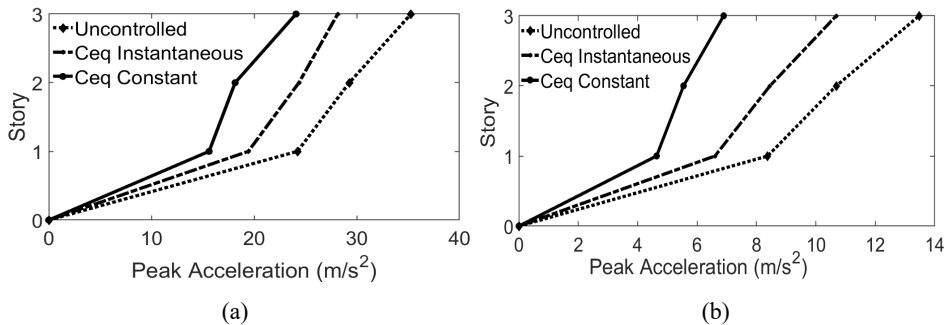 3
2
1
0
Story
Uncontrolled
Ceq Instantaneous
Ceq Constant
0 10 20 30 40
Peak Acceleration (m/s²)
(a)
3
2
1
0
Story
Uncontrolled
Ceq Instantaneous
Ceq Constant
0 2 4 6 8 10 12 14
Peak Acceleration (m/s²)
(b)